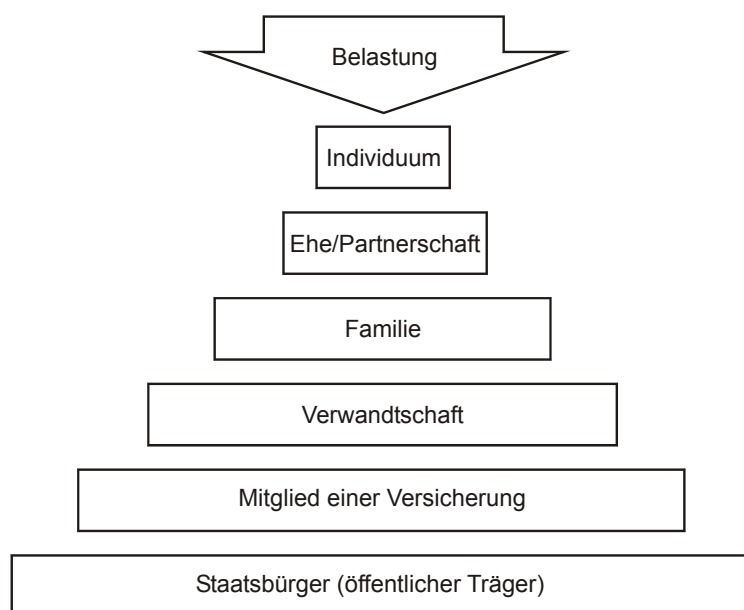 Belastung
Individuum
Ehe/Partnerschaft
Familie
Verwandtschaft
Mitglied einer Versicherung
Staatsbürger (öffentlicher Träger)